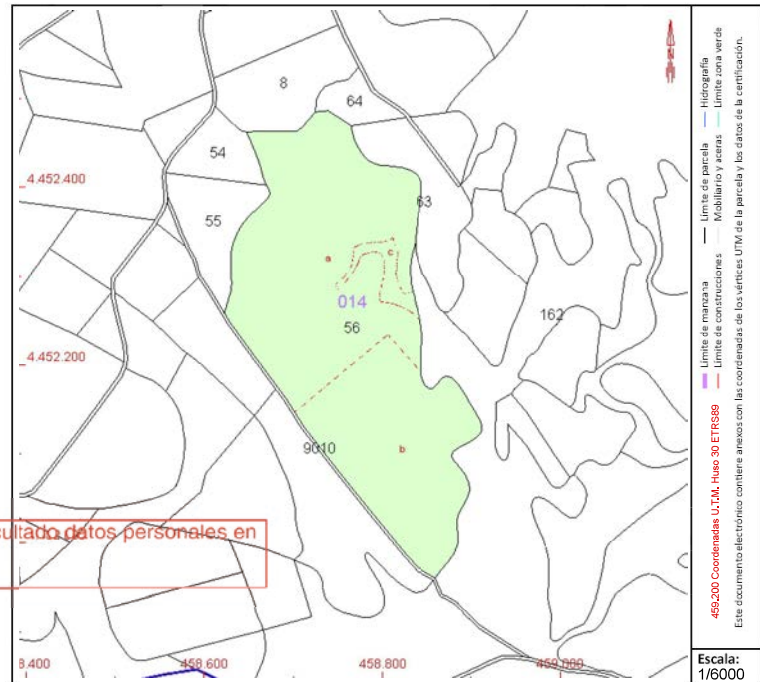 N
8
64
54
4.452.400
63
55
a
c
014
162
56
4.452.200
9010
b
cultado datos personales en
458.600
458.800
459.000
8.400
Límite de manzana
Límite de parcela
Hidrografía
Límite de construcciones
Mobiliario y aceras
Límite zona verde
459,200 Coordenadas U.T.M. Huso 30 ETRS89
Este documento electrónico contiene anexos con las coordenadas de los vértices UTM de la parcela y los datos de la certificación.
Escala:
1/6000